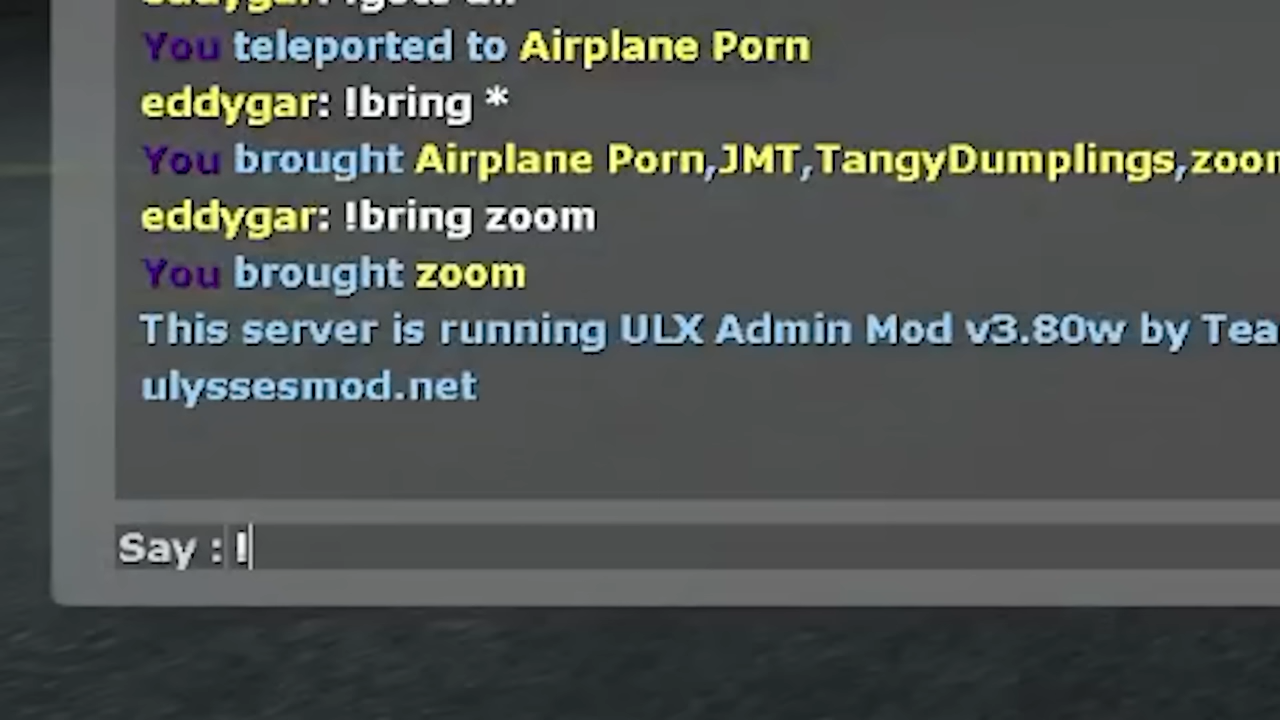 You teleported to Airplane Porn
eddygar: !bring *
You brought Airplane Porn,JMT,TangyDumplings,
eddygar: !bring zoom
You brought zoom
This server is running ULX Admin Mod v3.80w by
ulyssesmod.net
Say : !